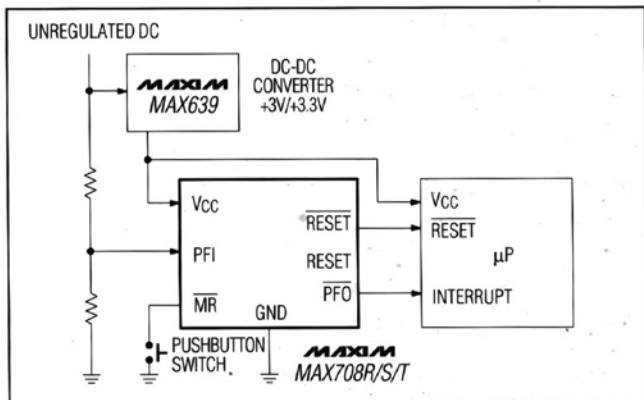 UNREGULATED DC
MAXIM
MAX639
DC-DC
CONVERTER
+3V/+3.3V
VCC
RESET
PFI
RESET
MR
PFO
GND
VCC
RESET
µP
INTERRUPT
PUSHBUTTON
SWITCH
MAXIM
MAX708R/S/T